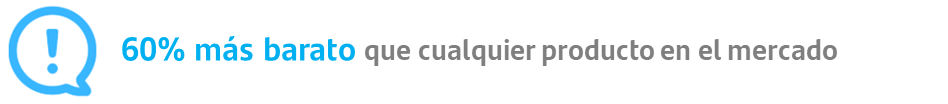 60% más barato que cualquier producto en el mercado